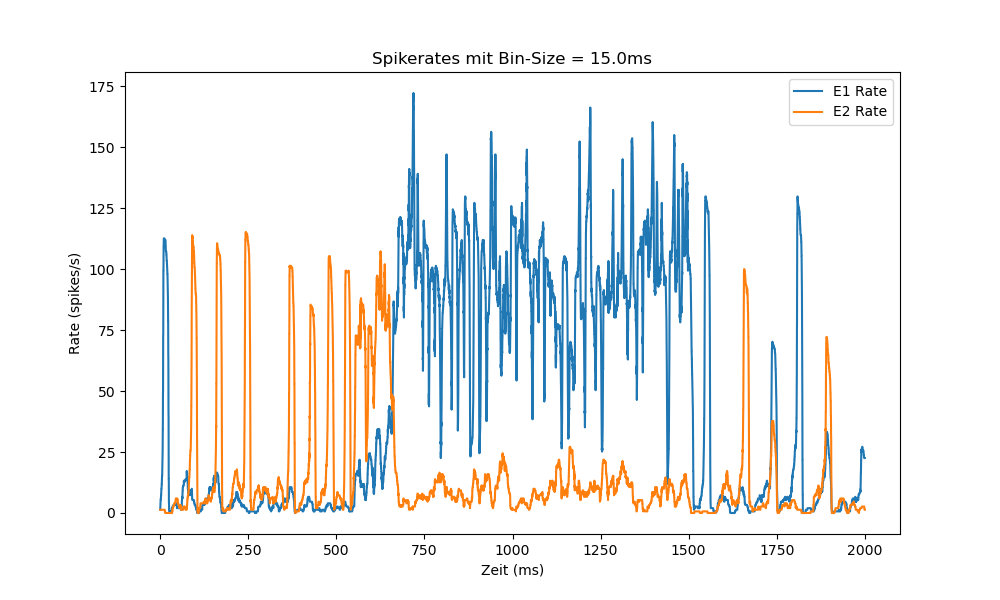 Spikerates mit Bin-Size = 15.0ms
E1 Rate
E2 Rate
Rate (spikes/s)
175
150
125
100
75
50
25
0
0 250 500 750 1000 1250 1500 1750 2000
Zeit (ms)